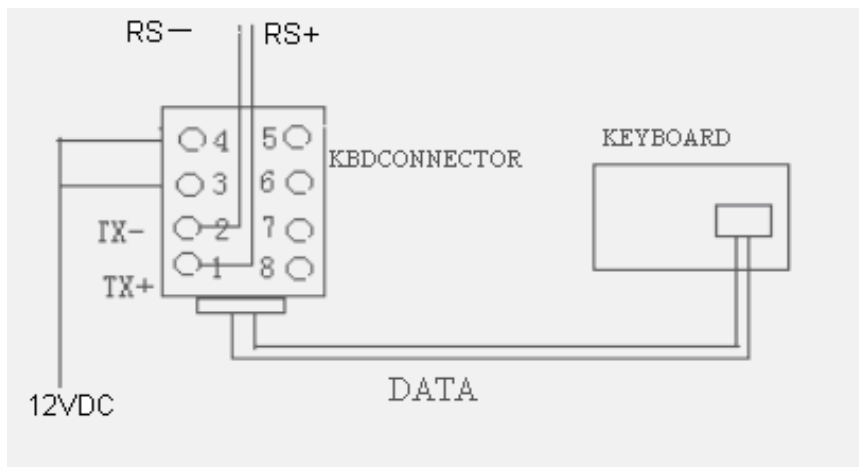 RS— RS+
4 5
KBDCONNECTOR
KEYBOARD
3 6
TX- 2 7
TX+ 1 8
DATA
12VDC